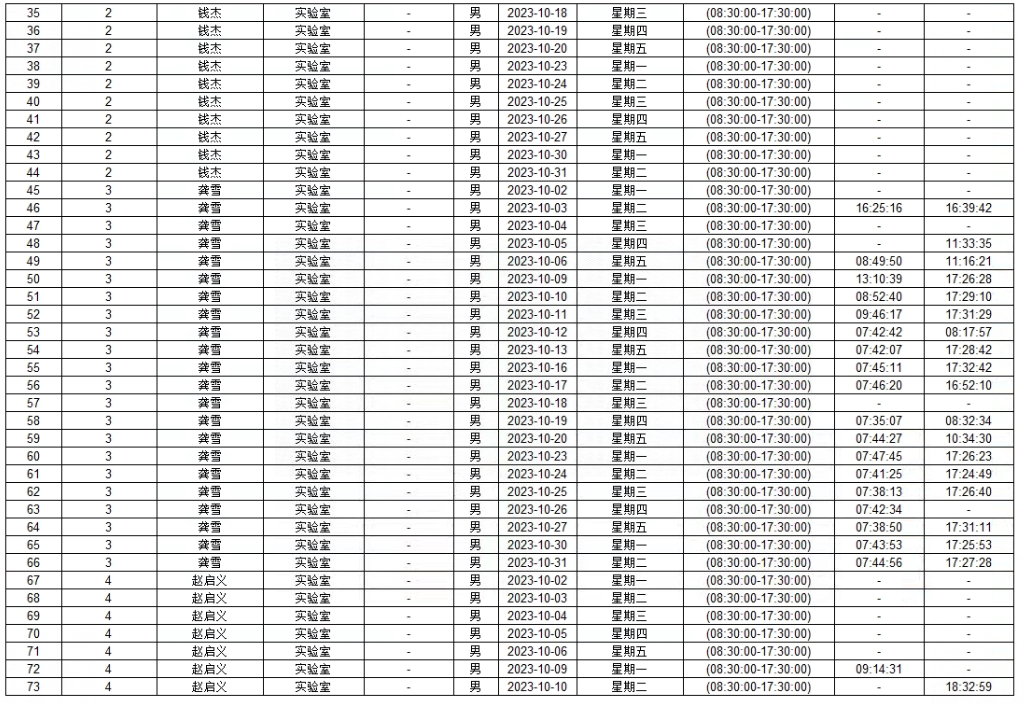 35 2 钱杰 实验室 - 男 2023-10-18 星期三 (08:30:00-17:30:00) - -
36 2 钱杰 实验室 - 男 2023-10-19 星期四 (08:30:00-17:30:00) - -
37 2 钱杰 实验室 - 男 2023-10-20 星期五 (08:30:00-17:30:00) - -
38 2 钱杰 实验室 - 男 2023-10-23 星期一 (08:30:00-17:30:00) - -
39 2 钱杰 实验室 - 男 2023-10-24 星期二 (08:30:00-17:30:00) - -
40 2 钱杰 实验室 - 男 2023-10-25 星期三 (08:30:00-17:30:00) - -
41 2 钱杰 实验室 - 男 2023-10-26 星期四 (08:30:00-17:30:00) - -
42 2 钱杰 实验室 - 男 2023-10-27 星期五 (08:30:00-17:30:00) - -
43 2 钱杰 实验室 - 男 2023-10-30 星期一 (08:30:00-17:30:00) - -
44 2 钱杰 实验室 - 男 2023-10-31 星期二 (08:30:00-17:30:00) - -
45 3 龚雪 实验室 - 男 2023-10-02 星期一 (08:30:00-17:30:00) - -
46 3 龚雪 实验室 - 男 2023-10-03 星期二 (08:30:00-17:30:00) 16:25:16 16:39:42
47 3 龚雪 实验室 - 男 2023-10-04 星期三 (08:30:00-17:30:00) - -
48 3 龚雪 实验室 - 男 2023-10-05 星期四 (08:30:00-17:30:00) - 11:33:35
49 3 龚雪 实验室 - 男 2023-10-06 星期五 (08:30:00-17:30:00) 08:49:50 11:16:21
50 3 龚雪 实验室 - 男 2023-10-09 星期一 (08:30:00-17:30:00) 13:10:39 17:26:28
51 3 龚雪 实验室 - 男 2023-10-10 星期二 (08:30:00-17:30:00) 08:52:40 17:29:10
52 3 龚雪 实验室 - 男 2023-10-11 星期三 (08:30:00-17:30:00) 09:46:17 17:31:29
53 3 龚雪 实验室 - 男 2023-10-12 星期四 (08:30:00-17:30:00) 07:42:42 08:17:57
54 3 龚雪 实验室 - 男 2023-10-13 星期五 (08:30:00-17:30:00) 07:42:07 17:28:42
55 3 龚雪 实验室 - 男 2023-10-16 星期一 (08:30:00-17:30:00) 07:45:11 17:32:42
56 3 龚雪 实验室 - 男 2023-10-17 星期二 (08:30:00-17:30:00) 07:46:20 16:52:10
57 3 龚雪 实验室 - 男 2023-10-18 星期三 (08:30:00-17:30:00) - -
58 3 龚雪 实验室 - 男 2023-10-19 星期四 (08:30:00-17:30:00) 07:35:07 08:32:34
59 3 龚雪 实验室 - 男 2023-10-20 星期五 (08:30:00-17:30:00) 07:44:27 10:34:30
60 3 龚雪 实验室 - 男 2023-10-23 星期一 (08:30:00-17:30:00) 07:47:45 17:26:23
61 3 龚雪 实验室 - 男 2023-10-24 星期二 (08:30:00-17:30:00) 07:41:25 17:24:49
62 3 龚雪 实验室 - 男 2023-10-25 星期三 (08:30:00-17:30:00) 07:38:13 17:26:40
63 3 龚雪 实验室 - 男 2023-10-26 星期四 (08:30:00-17:30:00) 07:42:34 -
64 3 龚雪 实验室 - 男 2023-10-27 星期五 (08:30:00-17:30:00) 07:38:50 17:31:11
65 3 龚雪 实验室 - 男 2023-10-30 星期一 (08:30:00-17:30:00) 07:43:53 17:25:53
66 3 龚雪 实验室 - 男 2023-10-31 星期二 (08:30:00-17:30:00) 07:44:56 17:27:28
67 4 赵启义 实验室 - 男 2023-10-02 星期一 (08:30:00-17:30:00) - -
68 4 赵启义 实验室 - 男 2023-10-03 星期二 (08:30:00-17:30:00) - -
69 4 赵启义 实验室 - 男 2023-10-04 星期三 (08:30:00-17:30:00) - -
70 4 赵启义 实验室 - 男 2023-10-05 星期四 (08:30:00-17:30:00) - -
71 4 赵启义 实验室 - 男 2023-10-06 星期五 (08:30:00-17:30:00) - -
72 4 赵启义 实验室 - 男 2023-10-09 星期一 (08:30:00-17:30:00) 09:14:31 -
73 4 赵启义 实验室 - 男 2023-10-10 星期二 (08:30:00-17:30:00) - 18:32:59